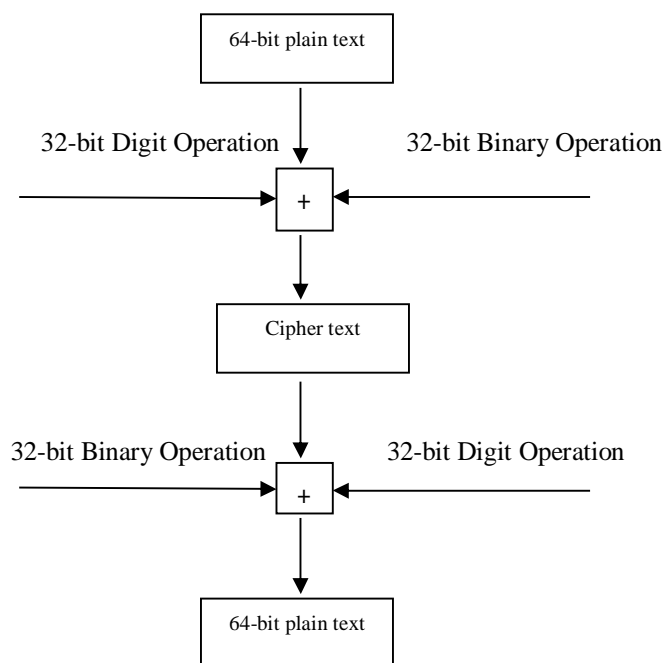 64-bit plain text
32-bit Digit Operation
32-bit Binary Operation
+
Cipher text
32-bit Binary Operation
32-bit Digit Operation
+
64-bit plain text